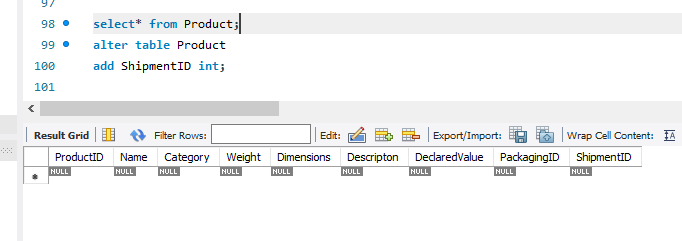 97
98 select* from Product;
99 alter table Product
100 add ShipmentID int;
101
Result Grid Filter Rows: Edit: Export/Import: Wrap Cell Content: IA
ProductID Name Category Weight Dimensions Descripton DeclaredValue PackagingID ShipmentID
NULL NULL NULL NULL NULL NULL NULL NULL NULL